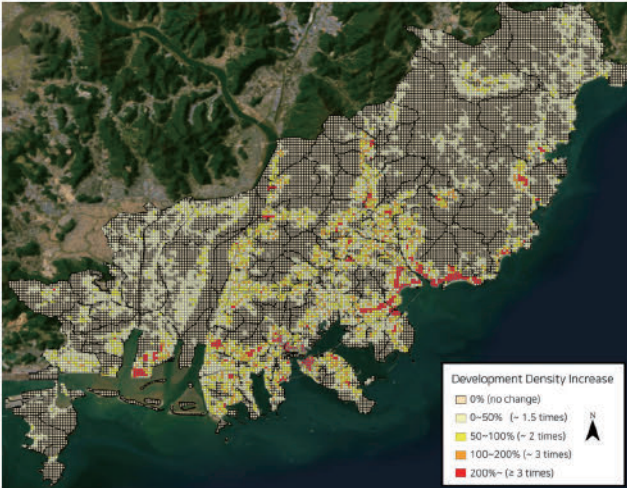 Development Density Increase
0% (no change)
0~50% (~ 1.5 times)
50~100% (~ 2 times)
100~200% (~ 3 times)
200%~ (≥ 3 times)
N